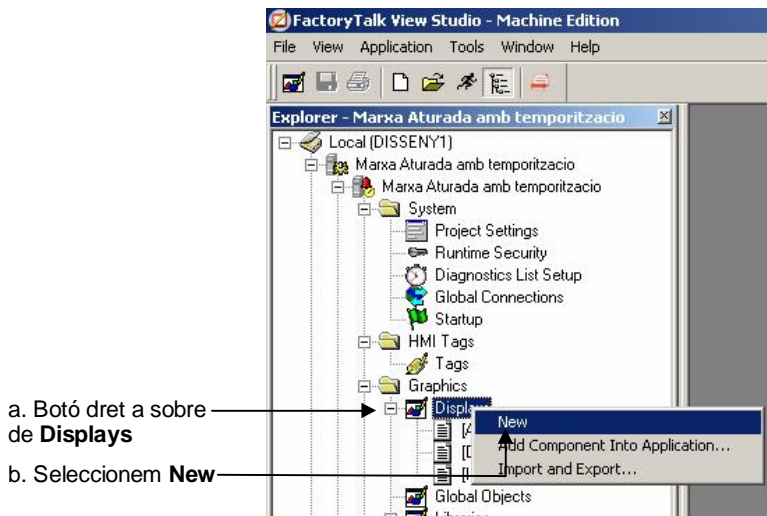 FactoryTalk View Studio - Machine Edition
File View Application Tools Window Help
Explorer - Marxa Aturada amb temporitzacio
Local (DISSENY1)
Marxa Aturada amb temporitzacio
Marxa Aturada amb temporitzacio
System
Project Settings
Runtime Security
Diagnostics List Setup
Global Connections
Startup
HMI Tags
Tags
Graphics
a. Botó dret a sobre
de Displays
Displays
New
Add Component Into Application...
b. Seleccionem New
Import and Export...
Global Objects